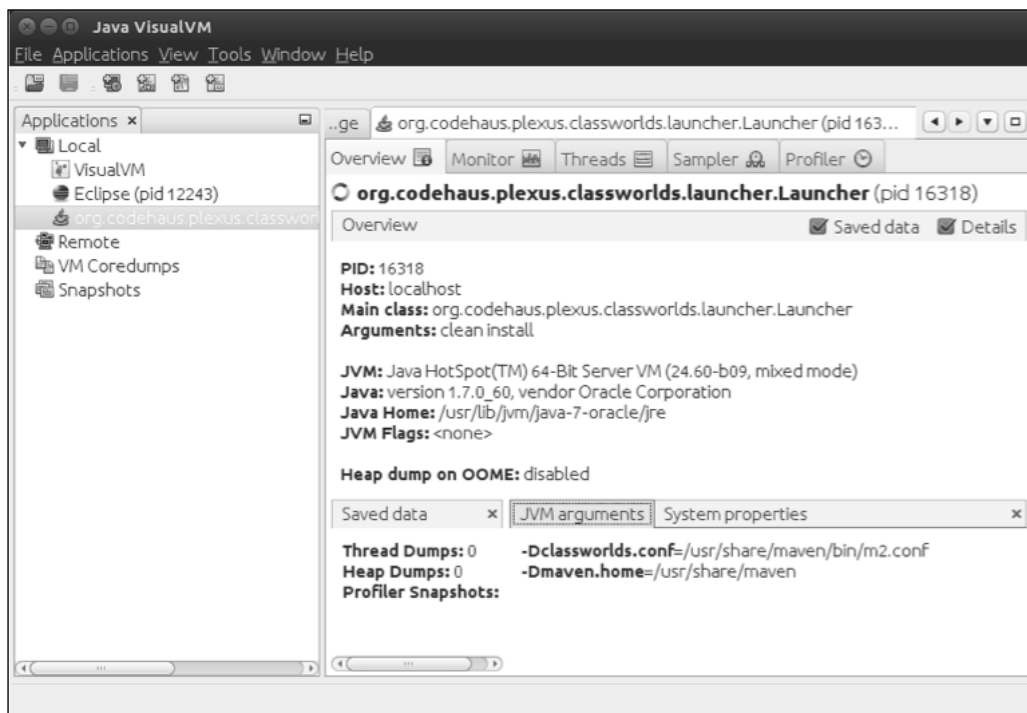 Java VisualVM
File Applications View Tools Window Help
Applications
Local
VisualVM
Eclipse (pid 12243)
org.codehaus.plexus.classwor
Remote
VM Coredumps
Snapshots
..ge org.codehaus.plexus.classworlds.launcher.Launcher (pid 163...
Overview Monitor Threads Sampler Profiler
org.codehaus.plexus.classworlds.launcher.Launcher (pid 16318)
Overview Saved data Details
PID: 16318
Host: localhost
Main class: org.codehaus.plexus.classworlds.launcher.Launcher
Arguments: clean install
JVM: Java HotSpot(TM) 64-Bit Server VM (24.60-b09, mixed mode)
Java: version 1.7.0_60, vendor Oracle Corporation
Java Home: /usr/lib/jvm/java-7-oracle/jre
JVM Flags: <none>
Heap dump on OOME: disabled
Saved data JVM arguments System properties
Thread Dumps: 0
Heap Dumps: 0
Profiler Snapshots:
-Dclassworlds.conf=/usr/share/maven/bin/m2.conf
-Dmaven.home=/usr/share/maven